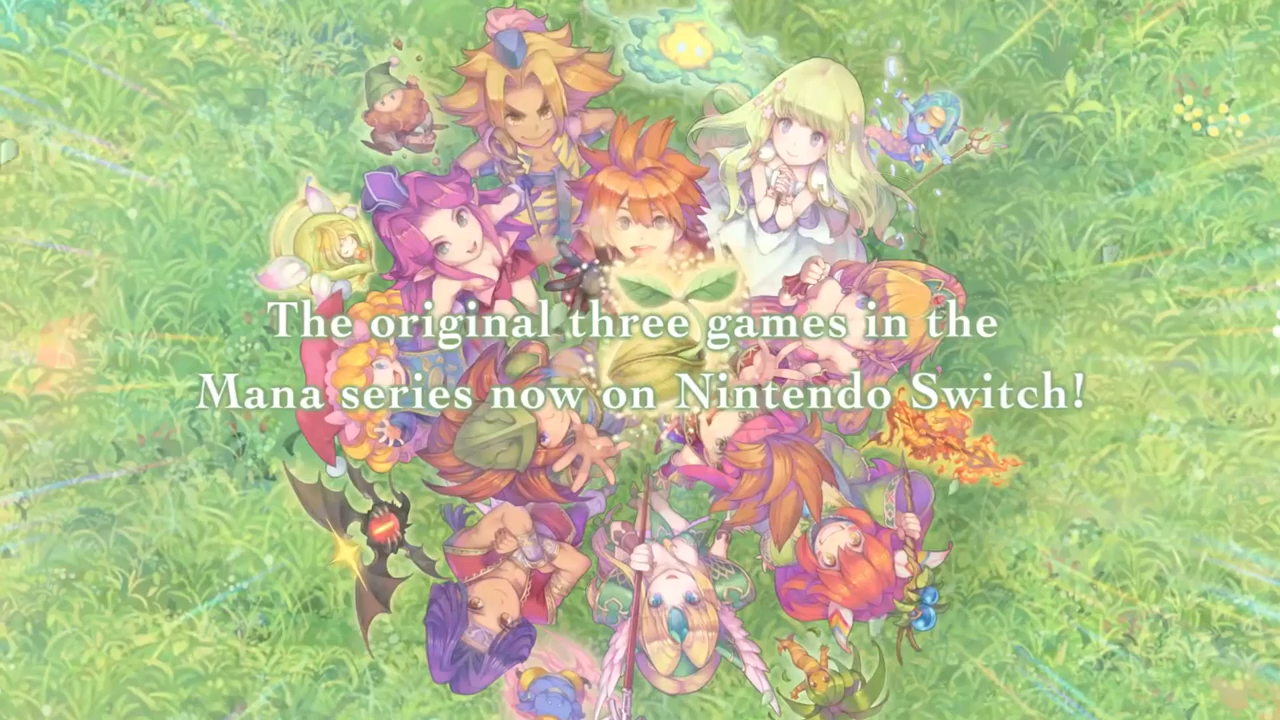 The original three games in the
Mana series now on Nintendo Switch!